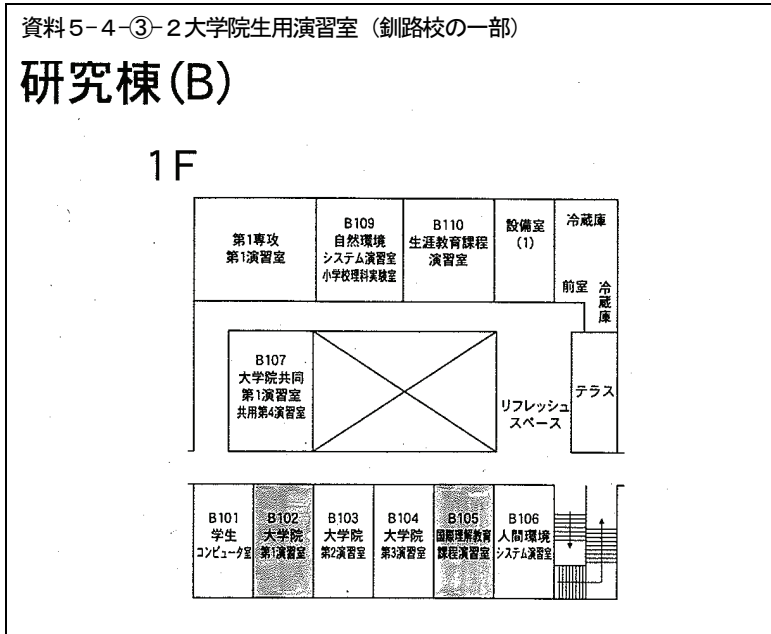 資料5-4-③-2大学院生用演習室（釧路校の一部）
研究棟(B)
1F
第1専攻
第1演習室
B109
自然環境
システム演習室
小学校理科実験室
B110
生涯教育課程
演習室
設備室
(1)
冷蔵庫
前室
冷蔵庫
B107
大学院共同
第1演習室
共用第4演習室
リフレッシュ
スペース
テラス
B101
学生
コンピュータ室
B102
大学院
第1演習室
B103
大学院
第2演習室
B104
大学院
第3演習室
B105
国際理解教育
課程演習室
B106
人間環境
システム演習室